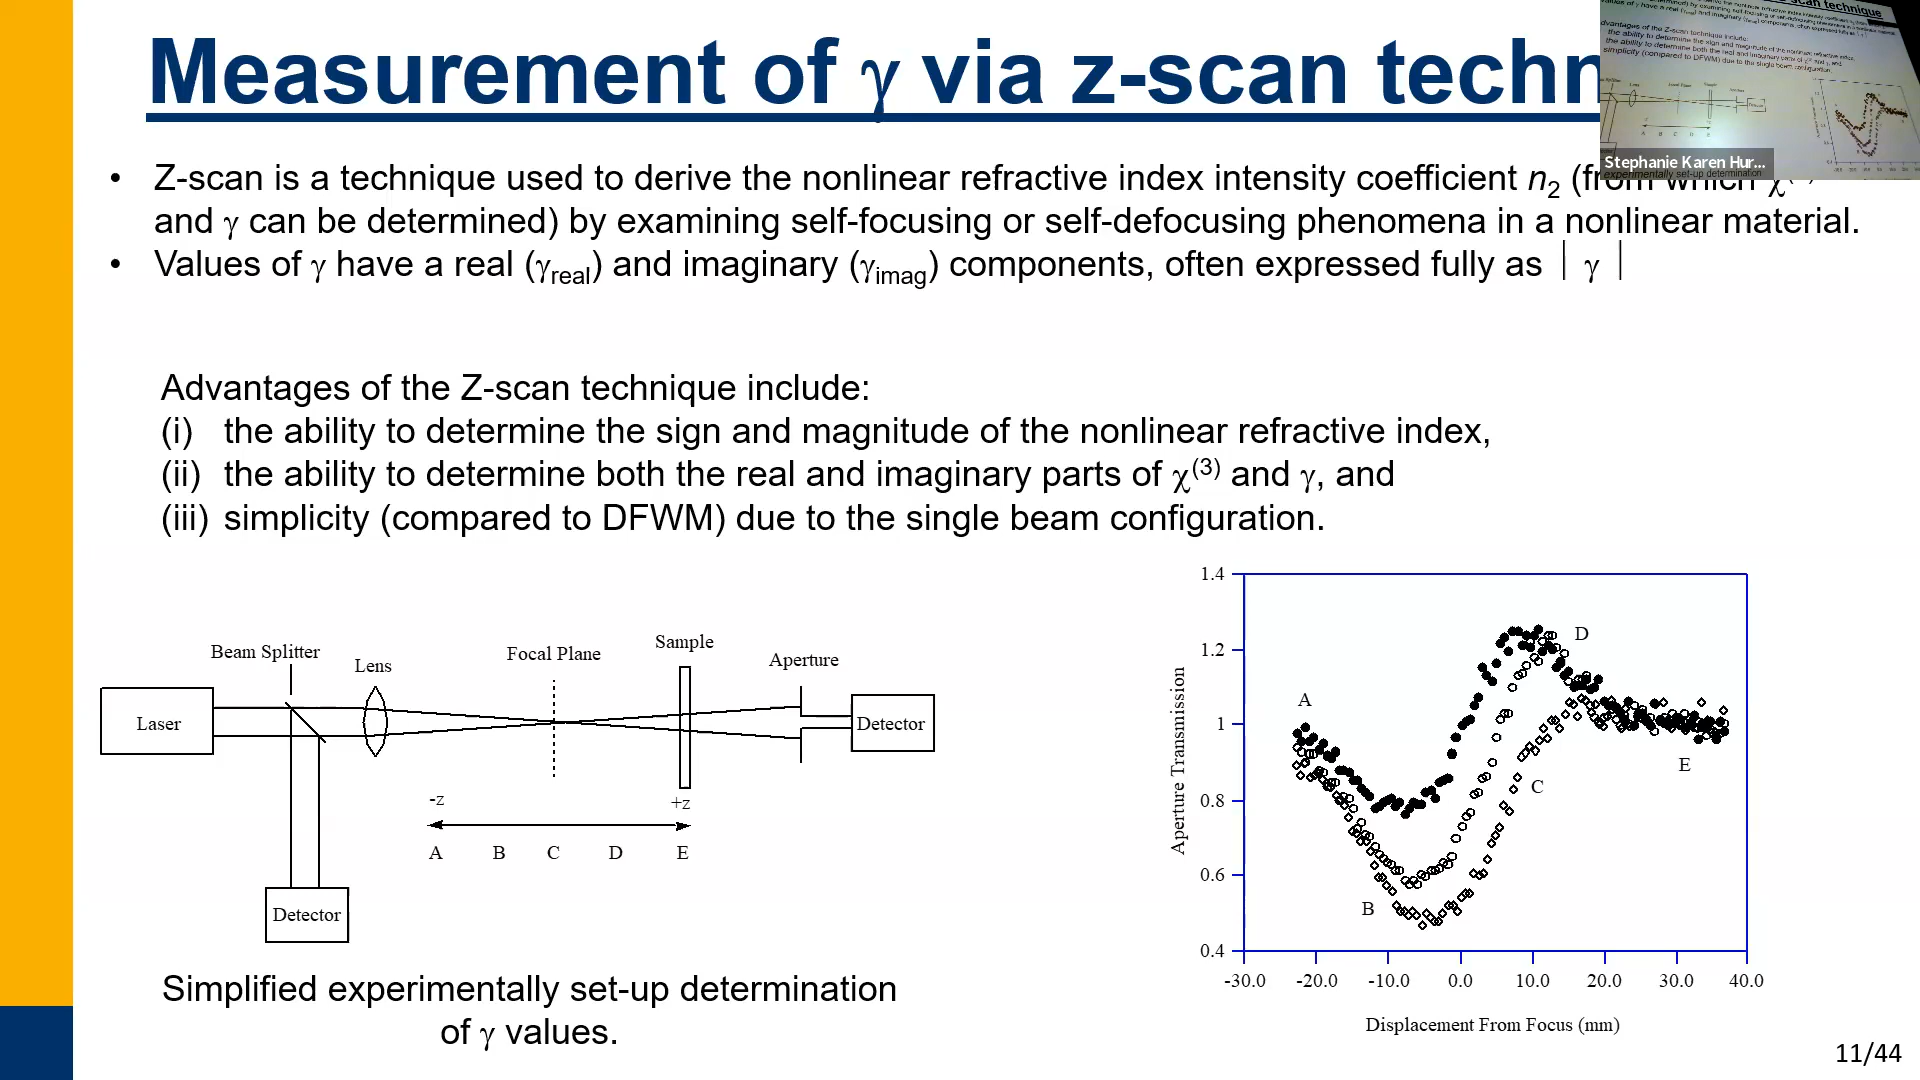 Measurement of γ via z-scan techn
• Z-scan is a technique used to derive the nonlinear refractive index intensity coefficient n2 (from which χ
and γ can be determined) by examining self-focusing or self-defocusing phenomena in a nonlinear material.
• Values of γ have a real (γreal) and imaginary (γimag) components, often expressed fully as | γ |
Stephanie Karen Hur...
experimentally set-up determination
Advantages of the Z-scan technique include:
(i) the ability to determine the sign and magnitude of the nonlinear refractive index,
(ii) the ability to determine both the real and imaginary parts of χ(3) and γ, and
(iii) simplicity (compared to DFWM) due to the single beam configuration.
Beam Splitter
Lens
Focal Plane
Sample
Aperture
Laser
Detector
-z
+z
A B C D E
Detector
Simplified experimentally set-up determination
of γ values.
1.4
1.2
1
0.8
0.6
0.4
Aperture Transmission
A
B
C
D
E
-30.0 -20.0 -10.0 0.0 10.0 20.0 30.0 40.0
Displacement From Focus (mm)
11/44